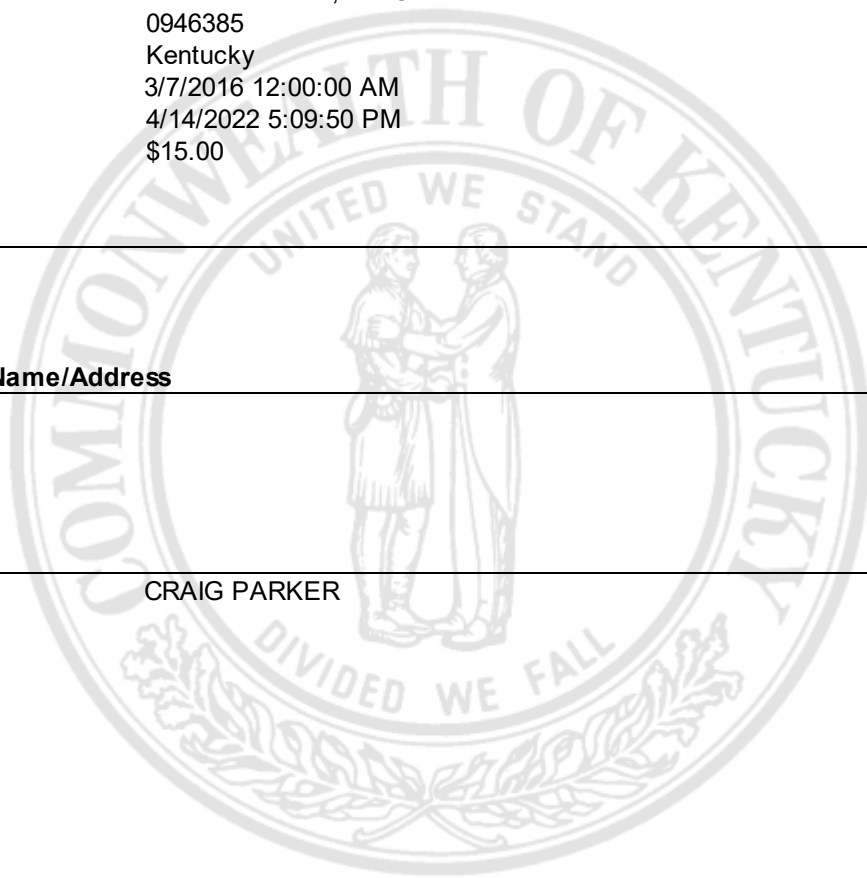 0946385
Kentucky
3/7/2016 12:00:00 AM
4/14/2022 5:09:50 PM
$15.00
COMMONWEALTH OF KENTUCKY
UNITED WE STAND
Name/Address
CRAIG PARKER
DIVIDED WE FALL